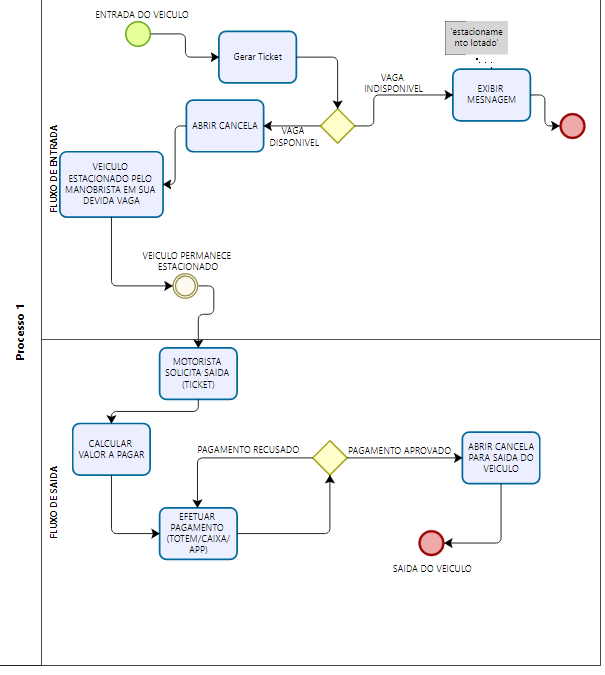 Processo 1
FLUXO DE ENTRADA
ENTRADA DO VEICULO
Gerar Ticket
VAGA
INDISPONIVEL
'estacioname
nto lotado'
EXIBIR
MESNAGEM
ABRIR CANCELA
VAGA
DISPONIVEL
VEICULO
ESTACIONADO PELO
MANOBRISTA EM SUA
DEVIDA VAGA
VEICULO PERMANECE
ESTACIONADO
FLUXO DE SAIDA
MOTORISTA
SOLICITA SAIDA
(TICKET)
CALCULAR
VALOR A PAGAR
PAGAMENTO RECUSADO
PAGAMENTO APROVADO
ABRIR CANCELA
PARA SAIDA DO
VEICULO
EFETUAR
PAGAMENTO
(TOTEM/CAIXA/
APP)
SAIDA DO VEICULO